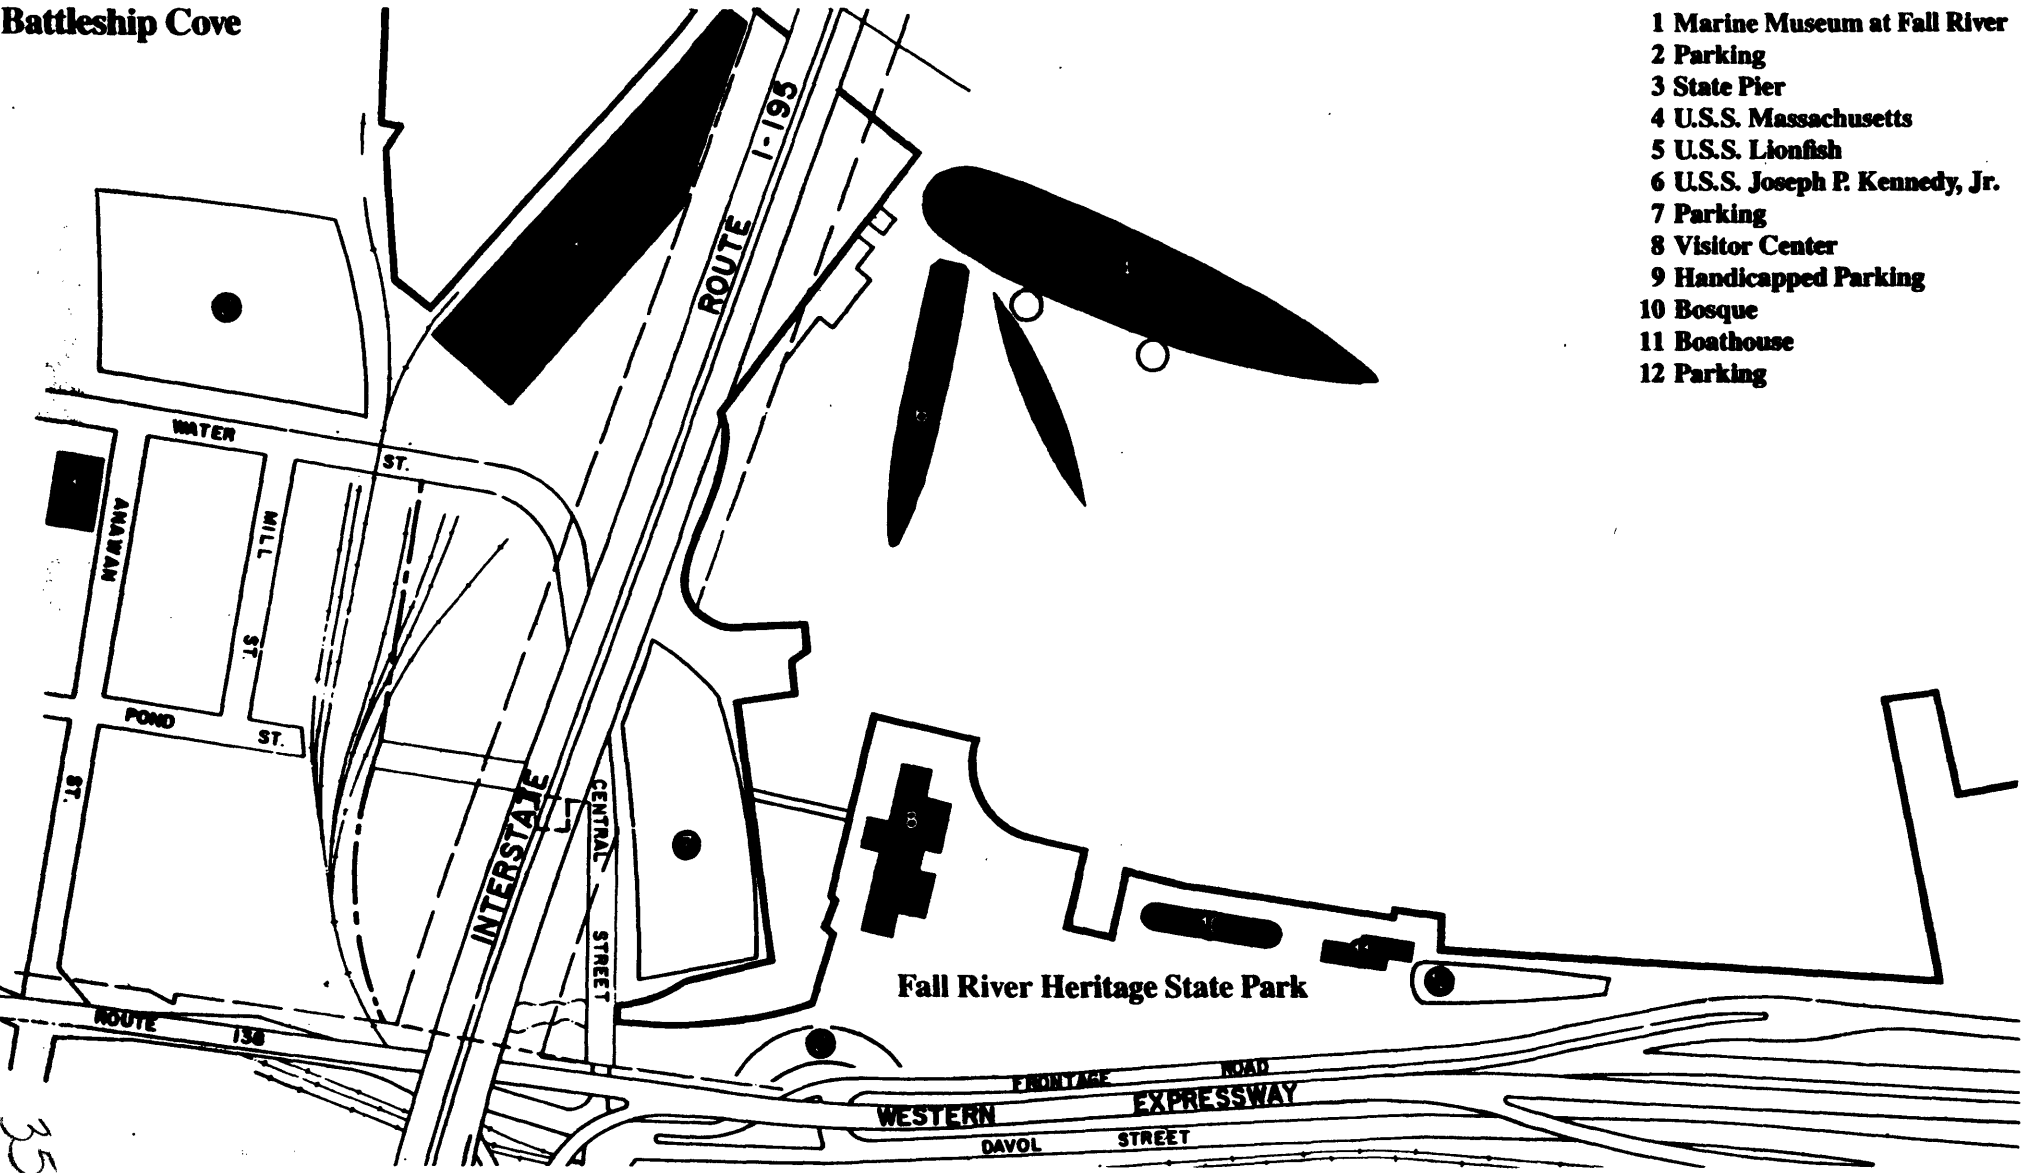 Battleship Cove
1 Marine Museum at Fall River
2 Parking
3 State Pier
4 U.S.S. Massachusetts
5 U.S.S. Lionfish
6 U.S.S. Joseph P. Kennedy, Jr.
7 Parking
8 Visitor Center
9 Handicapped Parking
10 Bosque
11 Boathouse
12 Parking
ROUTE I-195
WATER ST.
ANAWAN ST.
MILL ST.
POND ST.
INTERSTATE
CENTRAL STREET
8
Fall River Heritage State Park
ROUTE 138
FRONTAGE ROAD
WESTERN EXPRESSWAY
DAVOL STREET
35